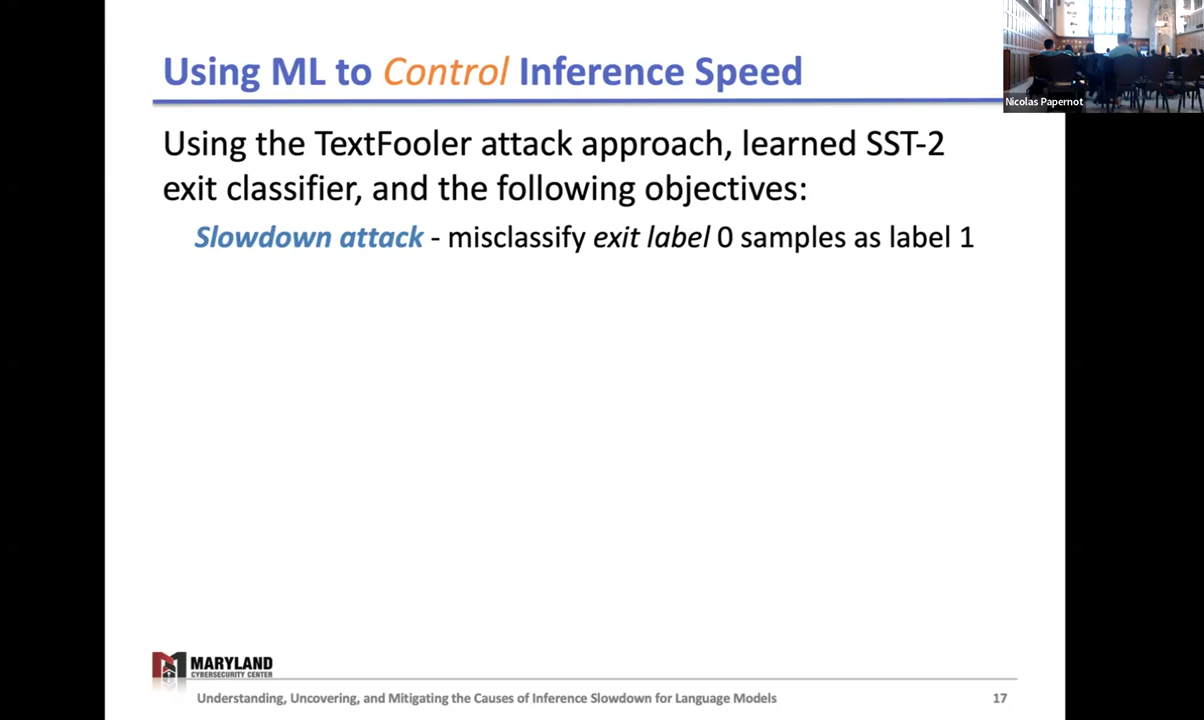 Using ML to Control Inference Speed
Nicolas Papernot
Using the TextFooler attack approach, learned SST-2
exit classifier, and the following objectives:
Slowdown attack - misclassify exit label 0 samples as label 1
MARYLAND
CYBERSECURITY CENTER
Understanding, Uncovering, and Mitigating the Causes of Inference Slowdown for Language Models
17